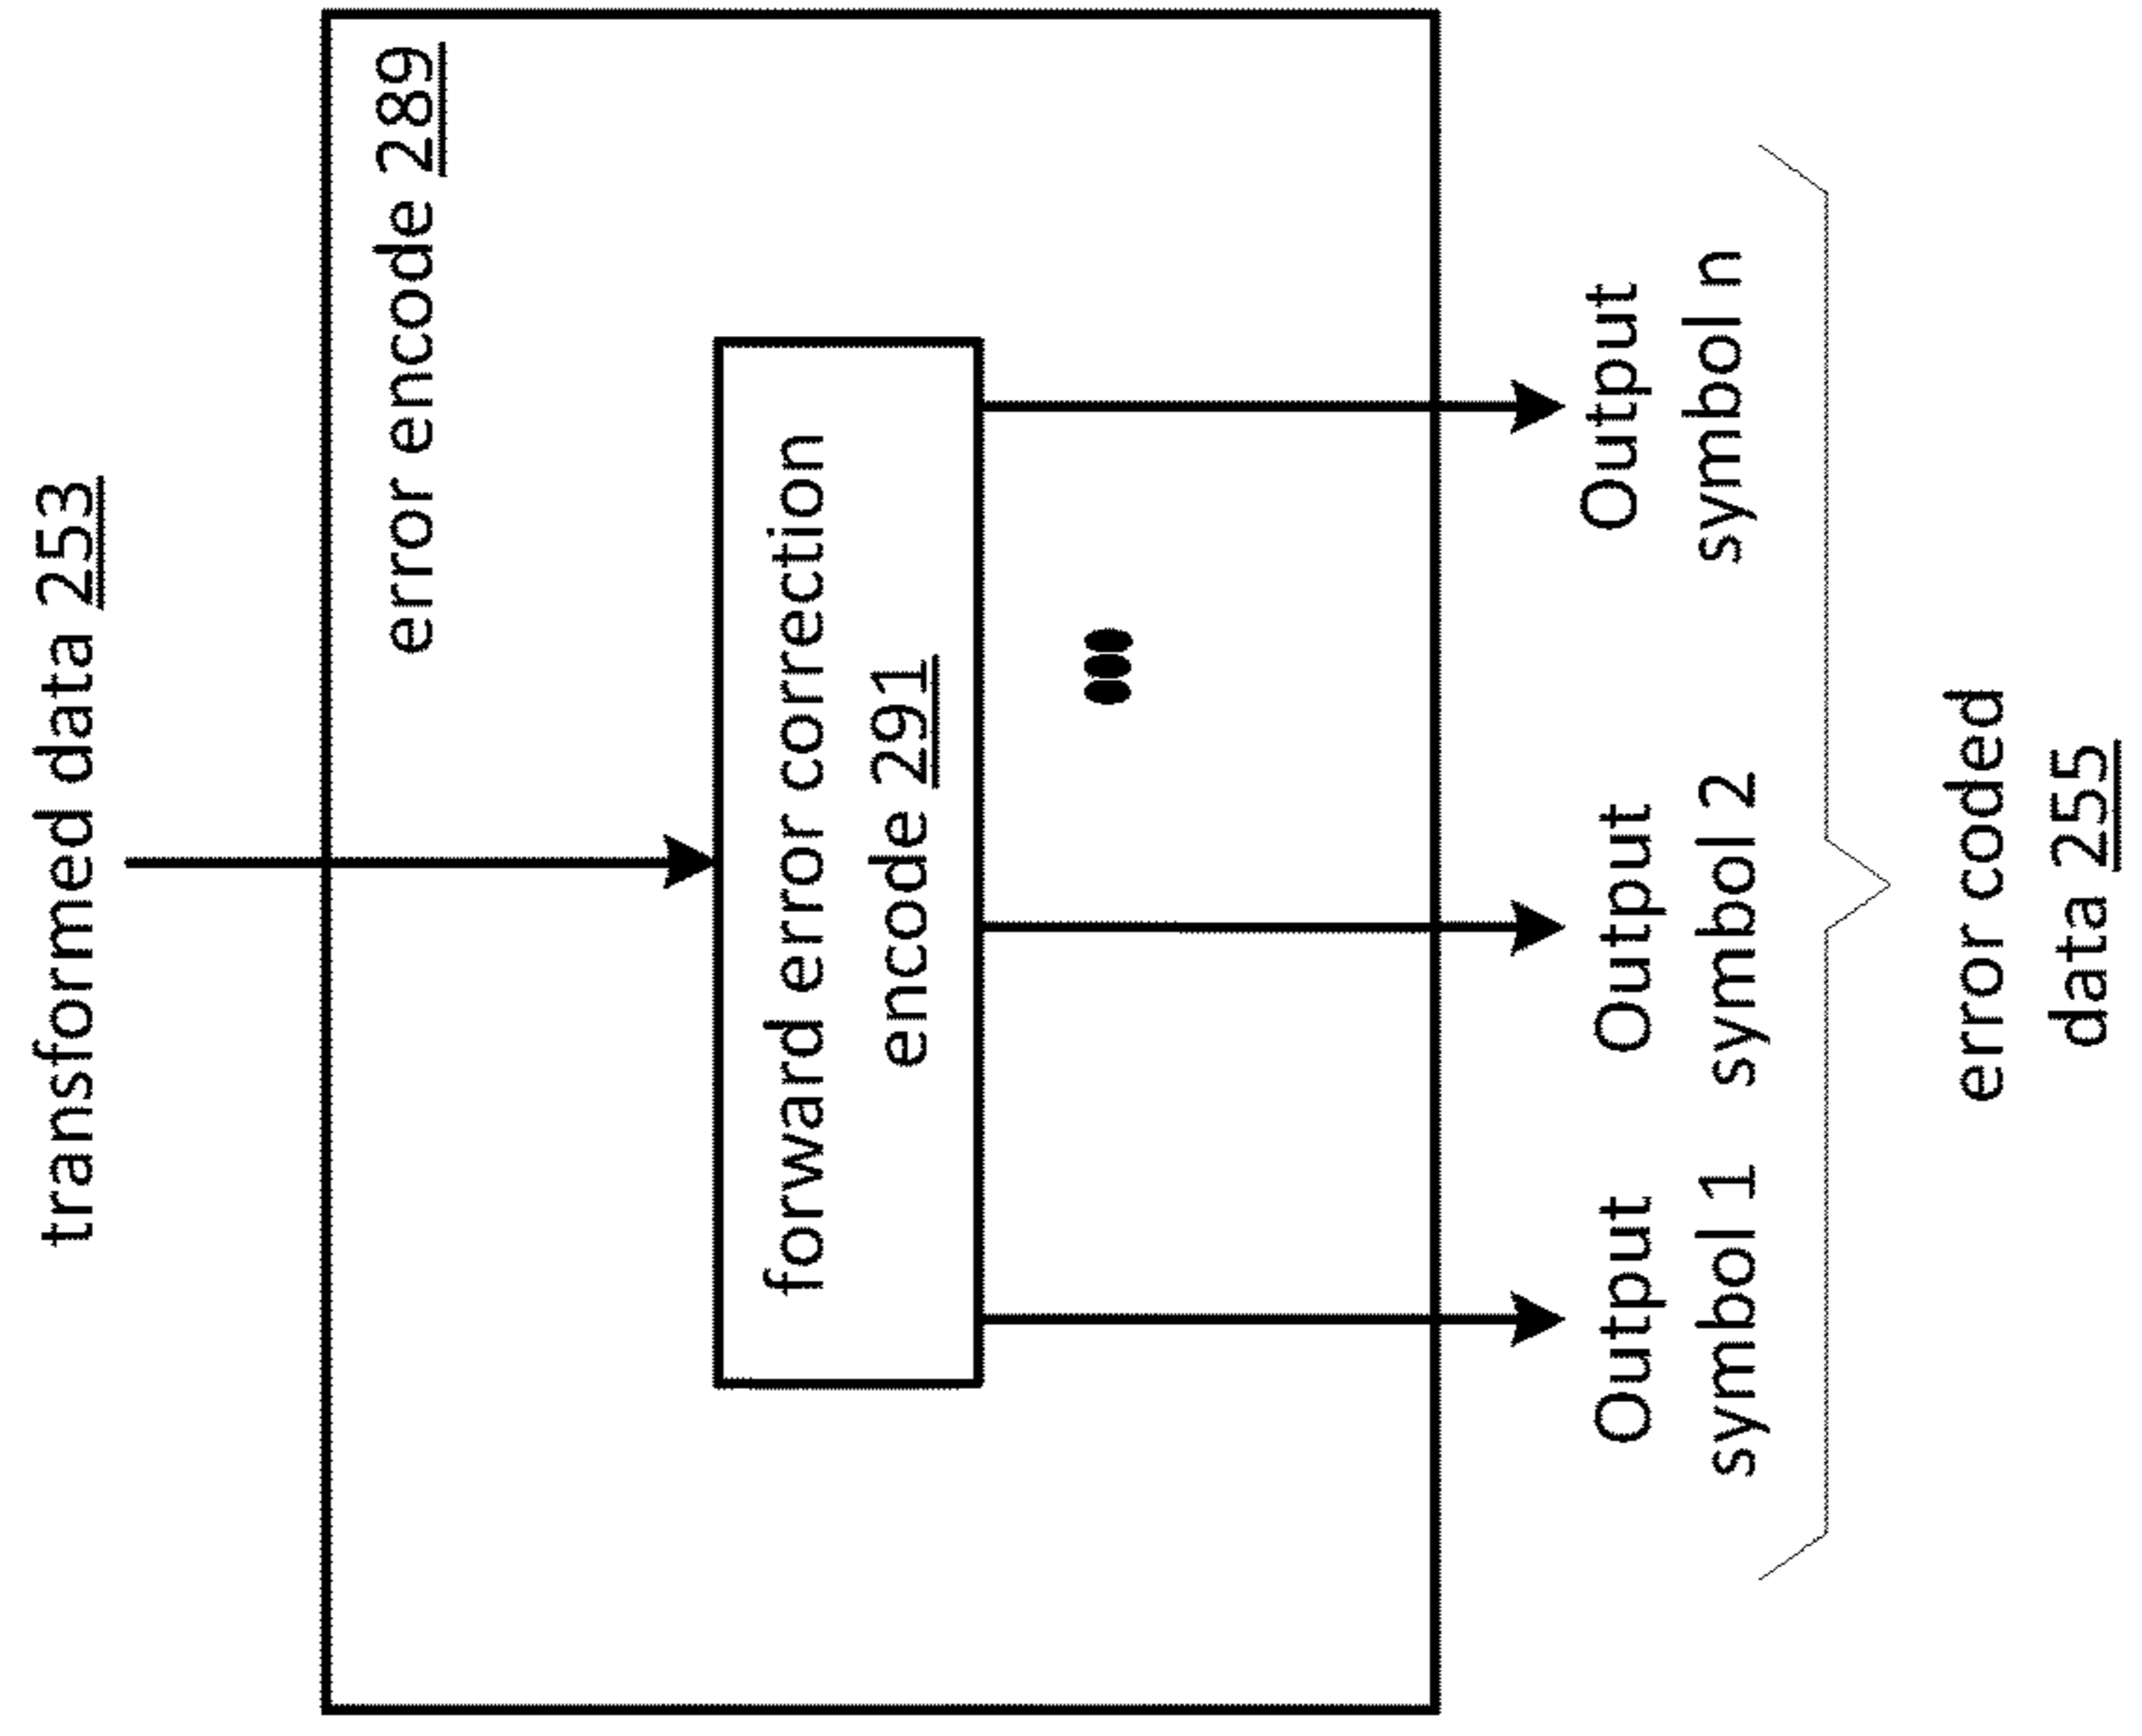 transformed data 253
error encode 289
forward error correction
encode 291
Output
symbol 1
Output
symbol 2
Output
symbol n
error coded
data 255